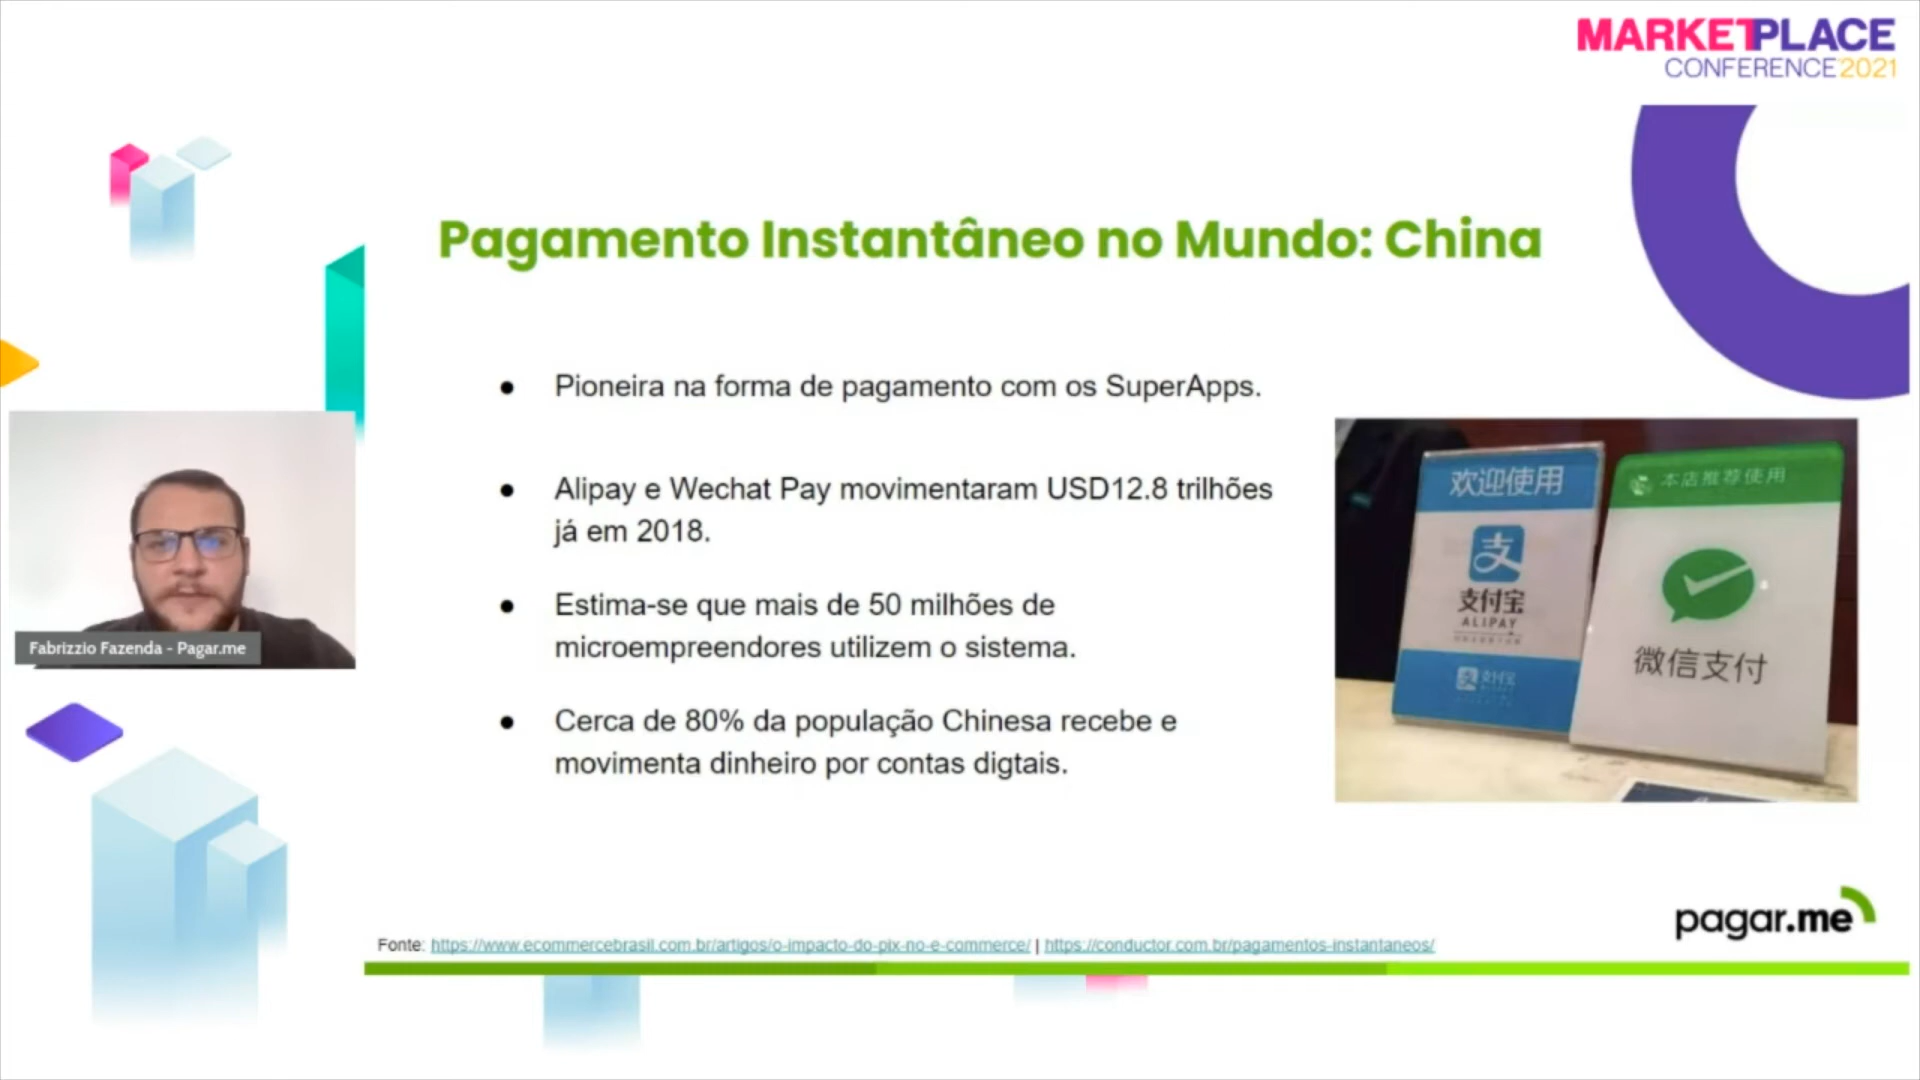 MARKETPLACE
CONFERENCE2021
Pagamento Instantâneo no Mundo: China
● Pioneira na forma de pagamento com os SuperApps.
● Alipay e Wechat Pay movimentaram USD12.8 trilhões
já em 2018.
● Estima-se que mais de 50 milhões de
microempreendores utilizem o sistema.
● Cerca de 80% da população Chinesa recebe e
movimenta dinheiro por contas digtais.
欢迎使用
支
支付宝
ALIPAY
支付宝
本店推荐使用
微信支付
Fabrizzio Fazenda - Pagar.me
pagar.me
Fonte: https://www.ecommercebrasil.com.br/artigos/o-impacto-do-pix-no-e-commerce/ | https://conductor.com.br/pagamentos-instantaneos/